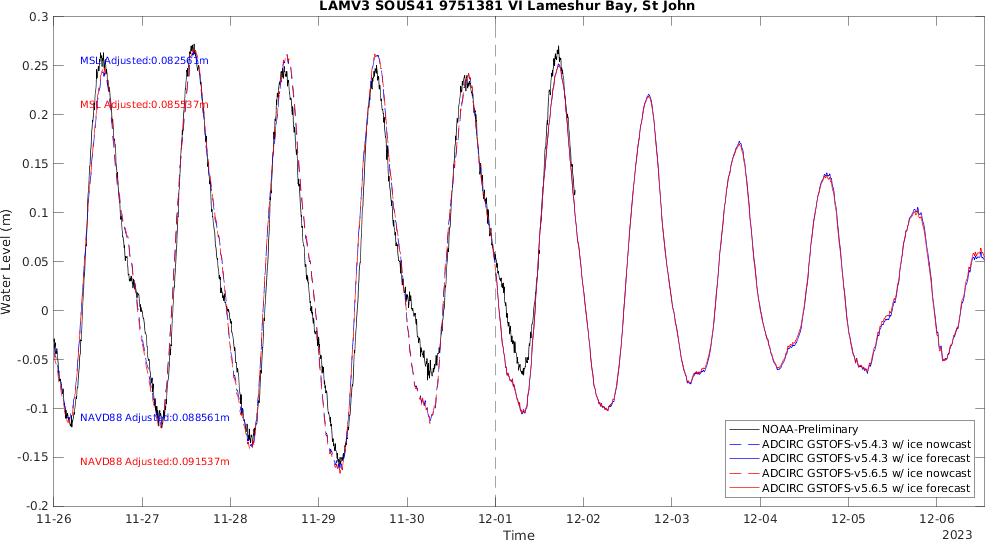 LAMV3 SOUS41 9751381 VI Lameshur Bay, St John
0.3
0.25
0.2
0.15
0.1
0.05
0
-0.05
-0.1
-0.15
-0.2
Water Level (m)
MSL Adjusted:0.082561m
MSL Adjusted:0.085537m
NAVD88 Adjusted:0.088561m
NAVD88 Adjusted:0.091537m
NOAA-Preliminary
ADCIRC GSTOFS-v5.4.3 w/ ice nowcast
ADCIRC GSTOFS-v5.4.3 w/ ice forecast
ADCIRC GSTOFS-v5.6.5 w/ ice nowcast
ADCIRC GSTOFS-v5.6.5 w/ ice forecast
11-26 11-27 11-28 11-29 11-30 12-01 12-02 12-03 12-04 12-05 12-06
2023
Time